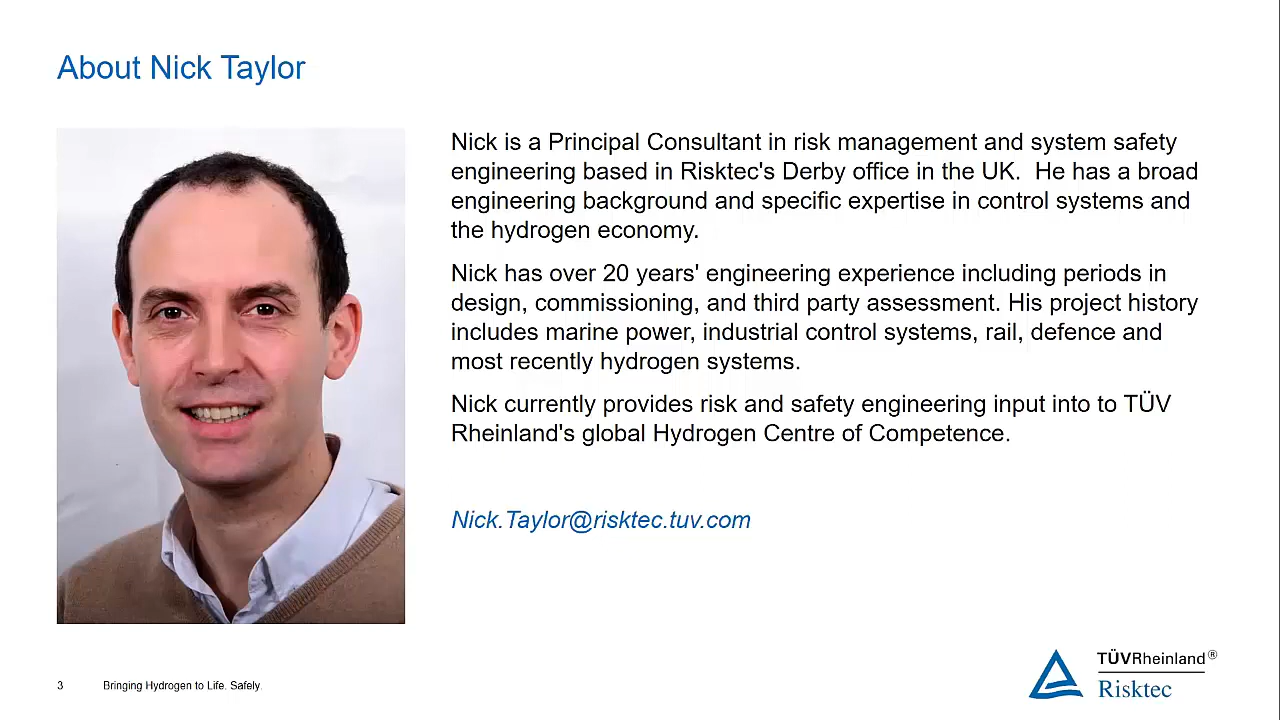 About Nick Taylor
Nick is a Principal Consultant in risk management and system safety
engineering based in Risktec's Derby office in the UK.  He has a broad
engineering background and specific expertise in control systems and
the hydrogen economy.
Nick has over 20 years' engineering experience including periods in
design, commissioning, and third party assessment. His project history
includes marine power, industrial control systems, rail, defence and
most recently hydrogen systems.
Nick currently provides risk and safety engineering input into to TÜV
Rheinland's global Hydrogen Centre of Competence.
Nick.Taylor@risktec.tuv.com
3 Bringing Hydrogen to Life. Safely.
TÜVRheinland®
Risktec